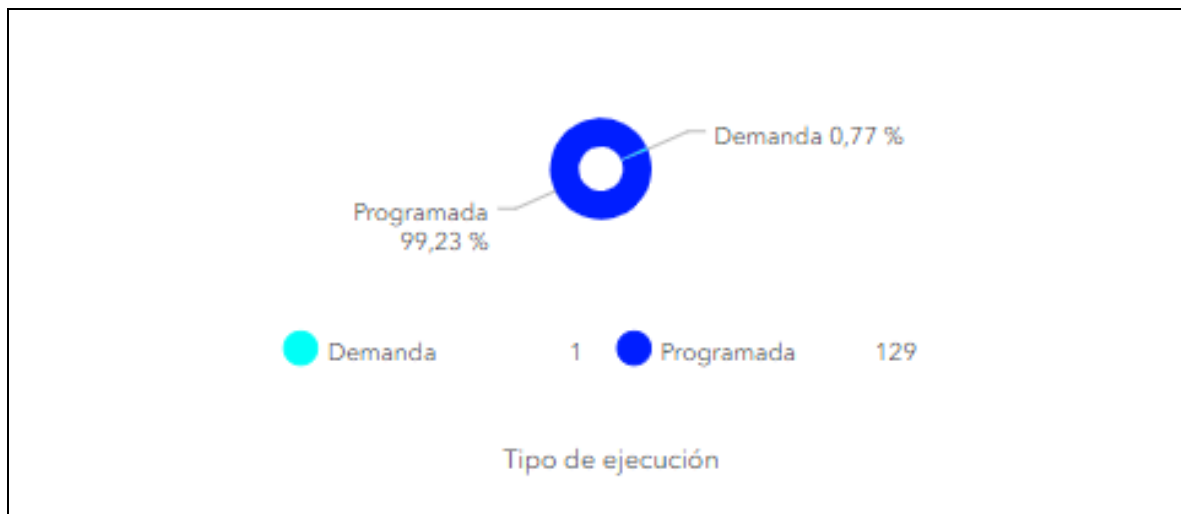 Demanda 0,77 %
Programada
99,23 %
Demanda 1 Programada 129
Tipo de ejecución